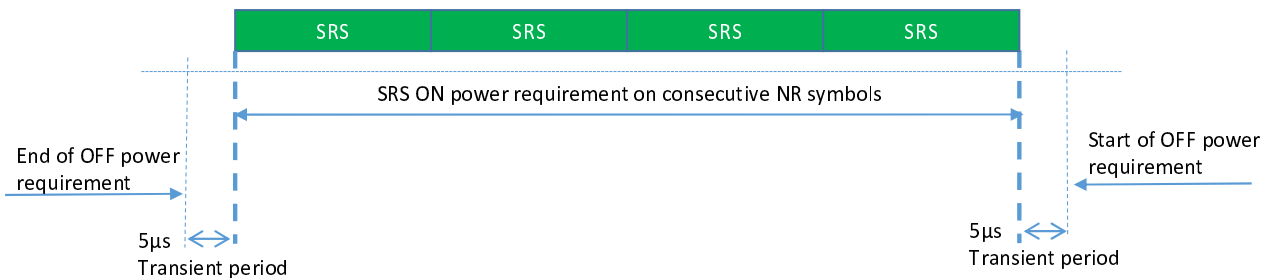 SRS SRS SRS SRS
SRS ON power requirement on consecutive NR symbols
End of OFF power
requirement
Start of OFF power
requirement
5µs
Transient period
5µs
Transient period